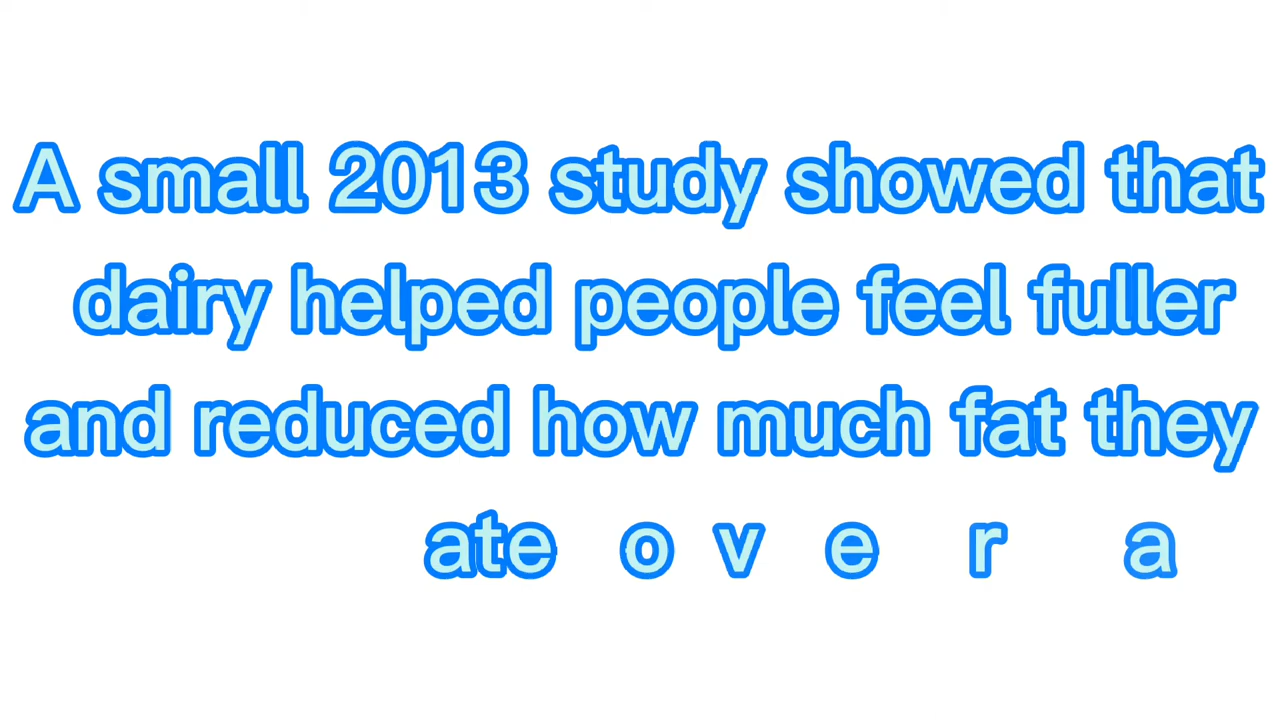 A small 2013 study showed that
dairy helped people feel fuller
and reduced how much fat they
ate o v e r a